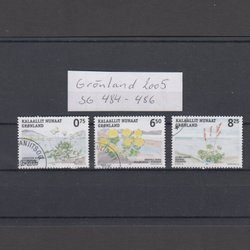 Grönland 2005
SG 484 - 486
KALAALLIT NUNAAT
GRØNLAND
0.75
KALAALLIT NUNAAT
GRØNLAND
6.50
KALAALLIT NUNAAT
GRØNLAND
8.25